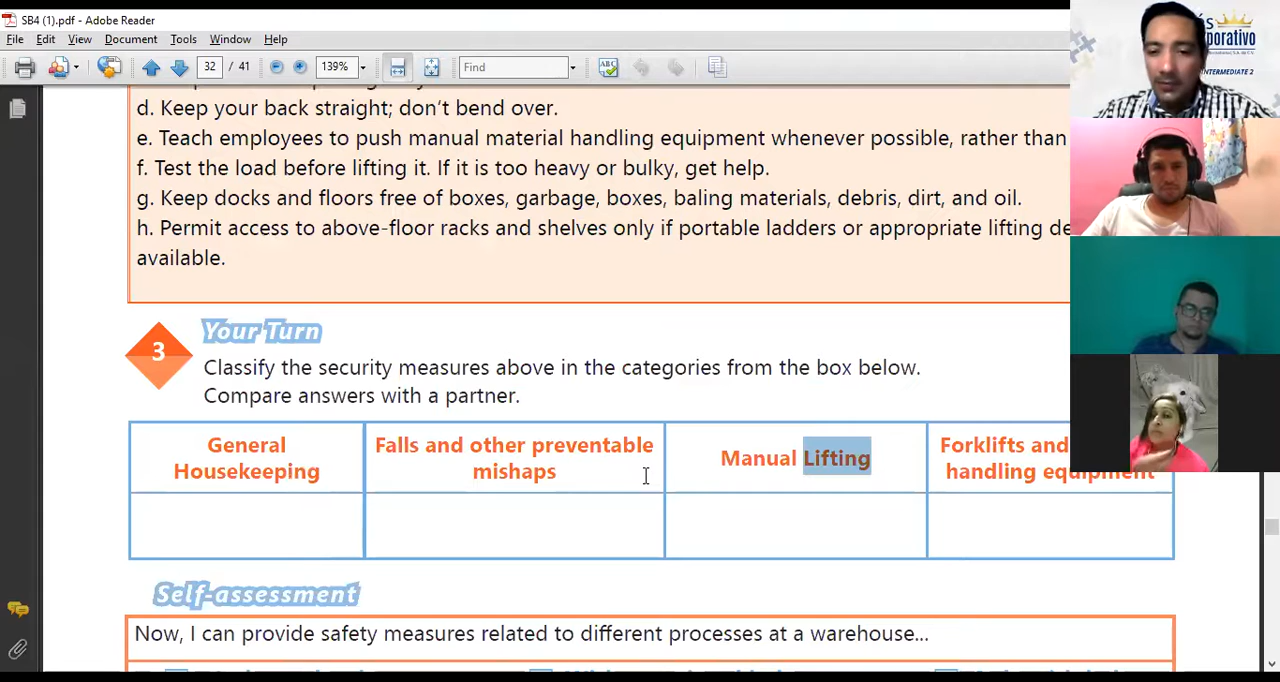 SB4 (1).pdf - Adobe Reader
File Edit View Document Tools Window Help
32 / 41 139% Find
d. Keep your back straight; don't bend over.
e. Teach employees to push manual material handling equipment whenever possible, rather than
f. Test the load before lifting it. If it is too heavy or bulky, get help.
g. Keep docks and floors free of boxes, garbage, boxes, baling materials, debris, dirt, and oil.
h. Permit access to above-floor racks and shelves only if portable ladders or appropriate lifting de
available.
3 Your Turn
Classify the security measures above in the categories from the box below.
Compare answers with a partner.
General Housekeeping
Falls and other preventable mishaps
Manual Lifting
Forklifts and
handling equipment
Self-assessment
Now, I can provide safety measures related to different processes at a warehouse...
INTERMEDIATE 2